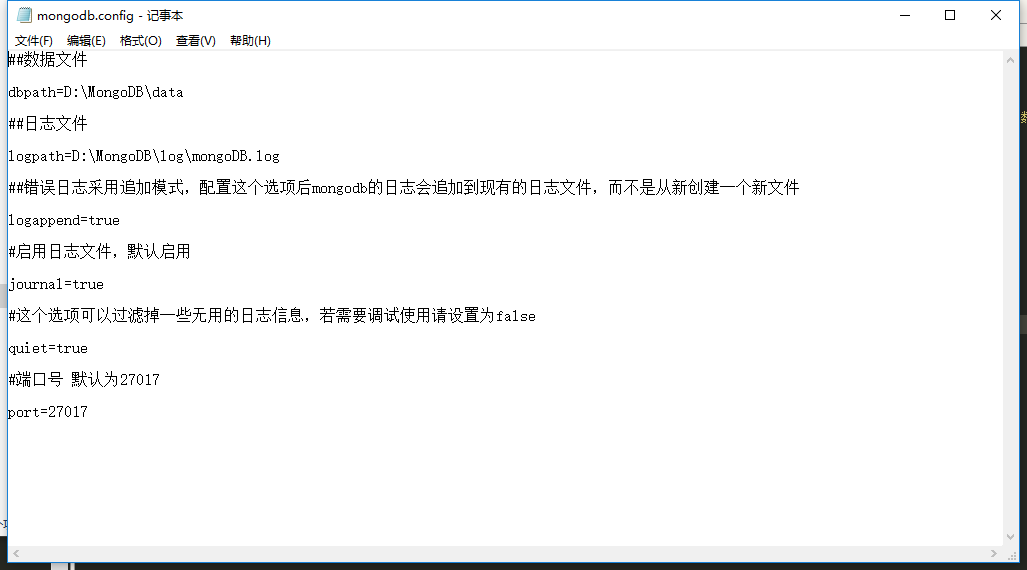 mongodb.config - 记事本
文件(F) 编辑(E) 格式(O) 查看(V) 帮助(H)
##数据文件
dbpath=D:\MongoDB\data
##日志文件
logpath=D:\MongoDB\log\mongoDB.log
##错误日志采用追加模式，配置这个选项后mongodb的日志会追加到现有的日志文件，而不是从新创建一个新文件
logappend=true
#启用日志文件，默认启用
journal=true
#这个选项可以过滤掉一些无用的日志信息，若需要调试使用请设置为false
quiet=true
#端口号 默认为27017
port=27017